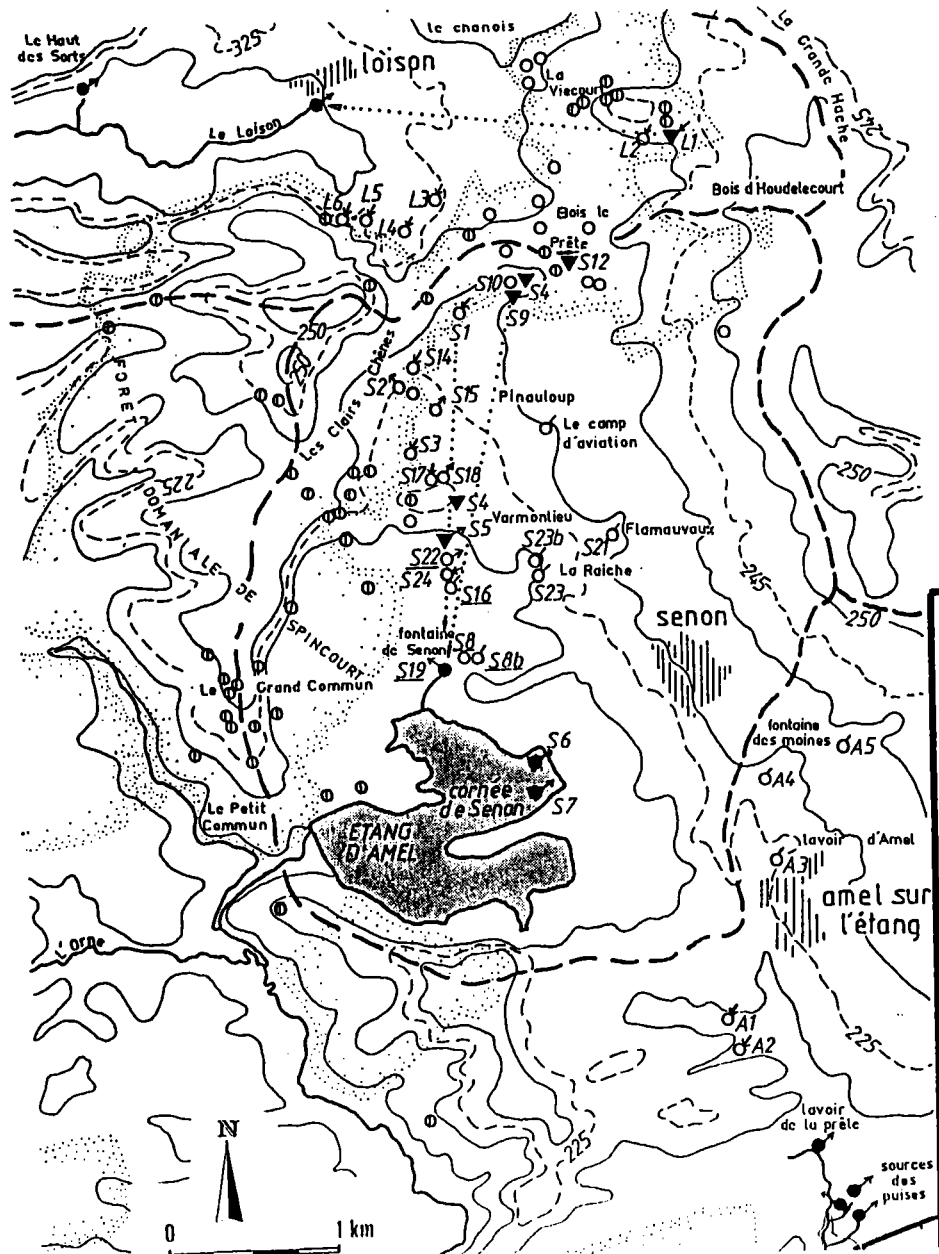 Le Haut
des Sorts
325
loison
le chanois
La
Viecourt
La
Grande Hache
245
Le Loison
L2
L1
L6
L5
L4
L3
Bois d'Houdelecourt
Bois le
Prêtre
S12
S10
S4
S9
S1
250
250
FORET
DOMANIALE DE
SPINCOURT
Les Clairs Chênes
S14
S2
S15
Pinauloup
Le camp
d'aviation
S3
S17
S18
S4
225
Varmonlieu
S5
S22
S24
S16
S23b
S23
La Raiche
S21
Flamauvaux
250
245
250
senon
fontaine
de Senon
S8
S8b
S19
Le Grand Commun
fontaine
des moines
A5
A4
S6
S7
cornée
de Senon
Le Petit
Commun
ETANG
D'AMEL
lavoir d'Amel
A3
amel sur
l'étang
L'Orne
A1
A2
225
225
N
0 1 km
lavoir
de la prêle
sources
des
puises